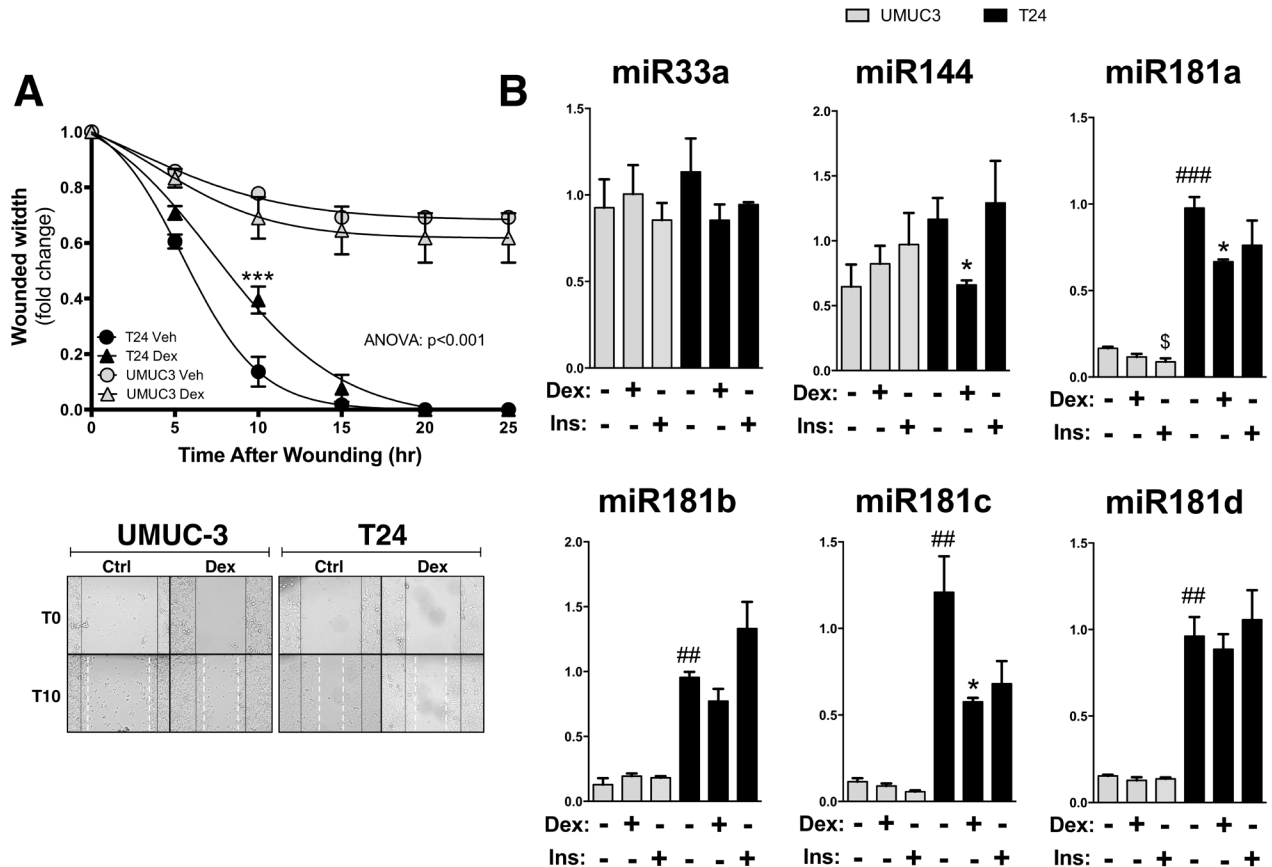 UMUC3 T24
A
1.0
0.8
0.6
0.4
0.2
0.0
Wounded witdth
(fold change)
***
ANOVA: p<0.001
T24 Veh
T24 Dex
UMUC3 Veh
UMUC3 Dex
0 5 10 15 20 25
Time After Wounding (hr)
UMUC-3 T24
Ctrl Dex Ctrl Dex
T0
T10
B
miR33a
1.5
1.0
0.5
0.0
Dex: - + - - + -
Ins: - - + - - +
miR144
2.0
1.5
1.0
0.5
0.0
*
Dex: - + - - + -
Ins: - - + - - +
miR181a
1.5
1.0
0.5
0.0
$
###
*
Dex: - + - - + -
Ins: - - + - - +
miR181b
2.0
1.5
1.0
0.5
0.0
##
Dex: - + - - + -
Ins: - - + - - +
miR181c
1.5
1.0
0.5
0.0
##
*
Dex: - + - - + -
Ins: - - + - - +
miR181d
1.5
1.0
0.5
0.0
##
Dex: - + - - + -
Ins: - - + - - +